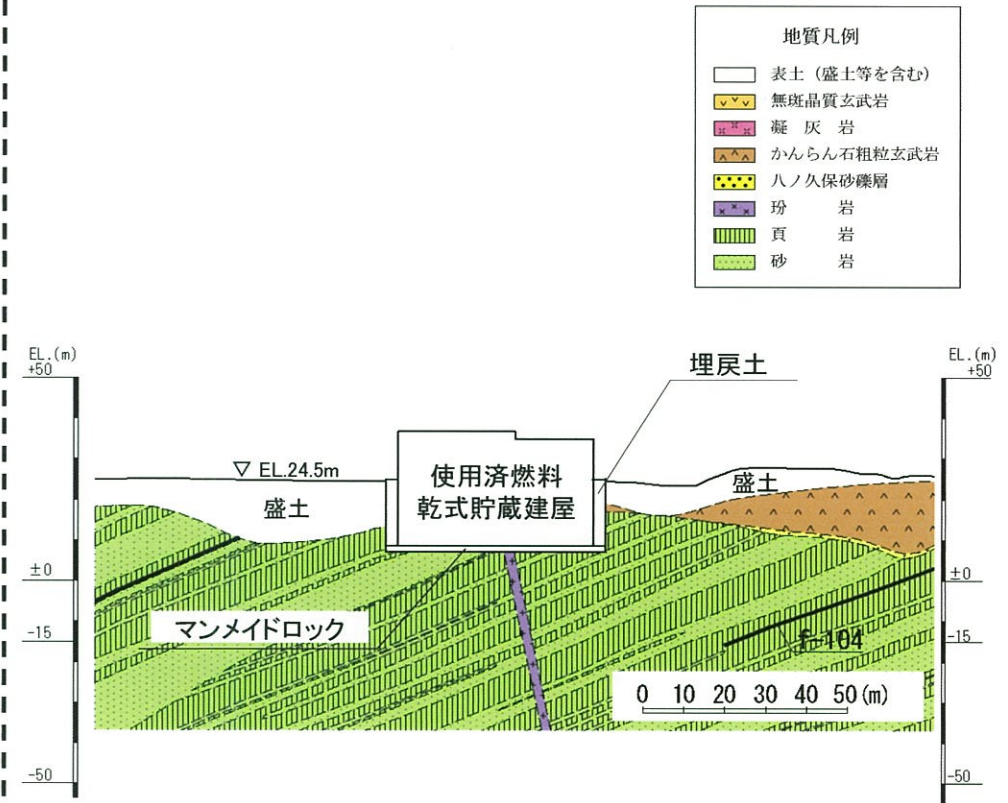 地質凡例
表土（盛土等を含む）
無斑晶質玄武岩
凝灰岩
かんらん石粗粒玄武岩
八ノ久保砂礫層
玢岩
頁岩
砂岩
EL.(m)
+50
EL.(m)
+50
埋戻土
▽ EL.24.5m
使用済燃料
乾式貯蔵建屋
盛土
盛土
±0
±0
マンメイドロック
-15
f-104
-15
0 10 20 30 40 50(m)
-50
-50